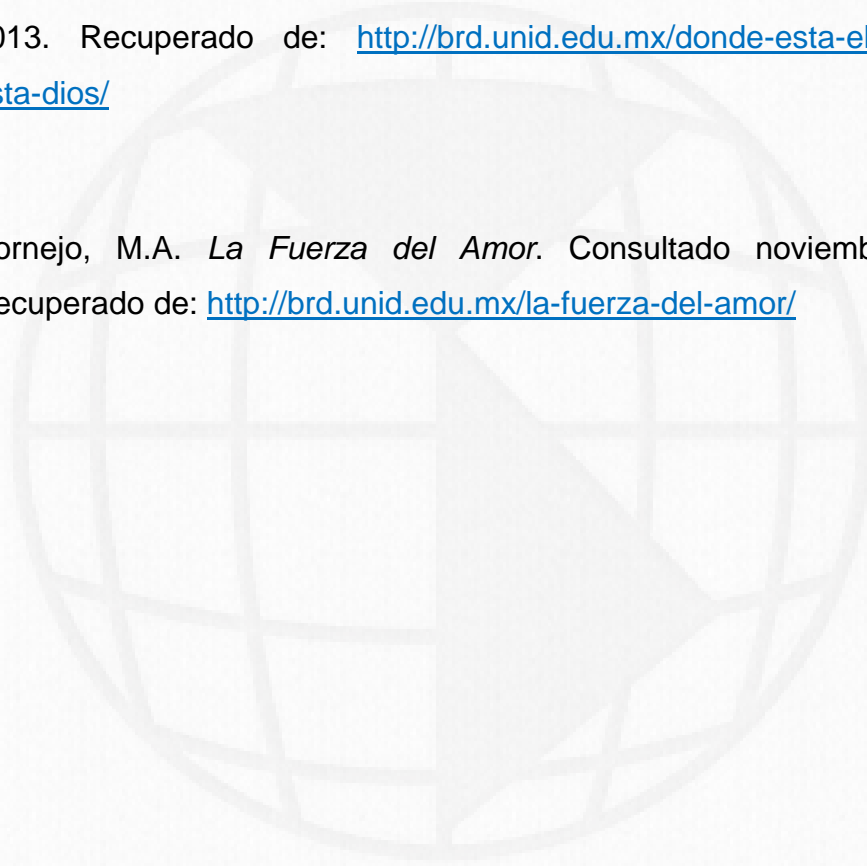 013. Recuperado de: http://brd.unid.edu.mx/donde-esta-el
sta-dios/
ornejo, M.A. La Fuerza del Amor. Consultado noviemb
ecuperado de: http://brd.unid.edu.mx/la-fuerza-del-amor/